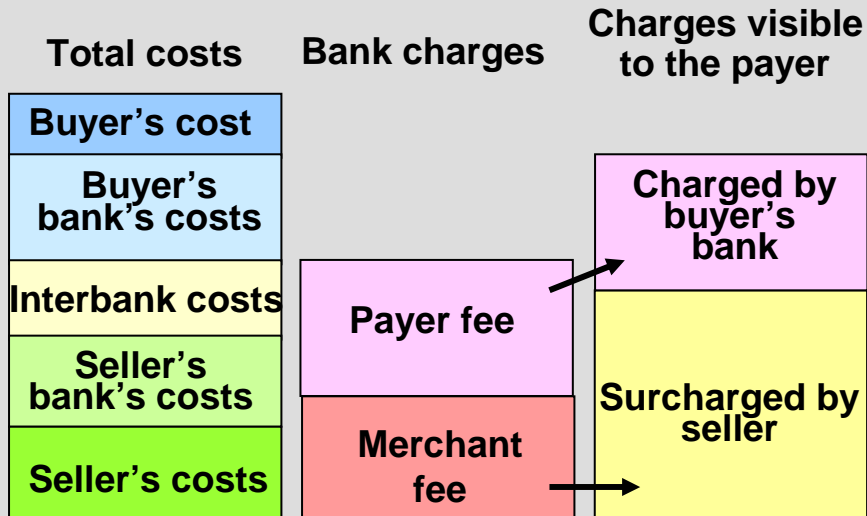 Total costs
Bank charges
Charges visible
to the payer
Buyer’s cost
Buyer’s
bank’s costs
Interbank costs
Seller’s
bank’s costs
Seller’s costs
Payer fee
Merchant
fee
Charged by
buyer’s
bank
Surcharged by
seller